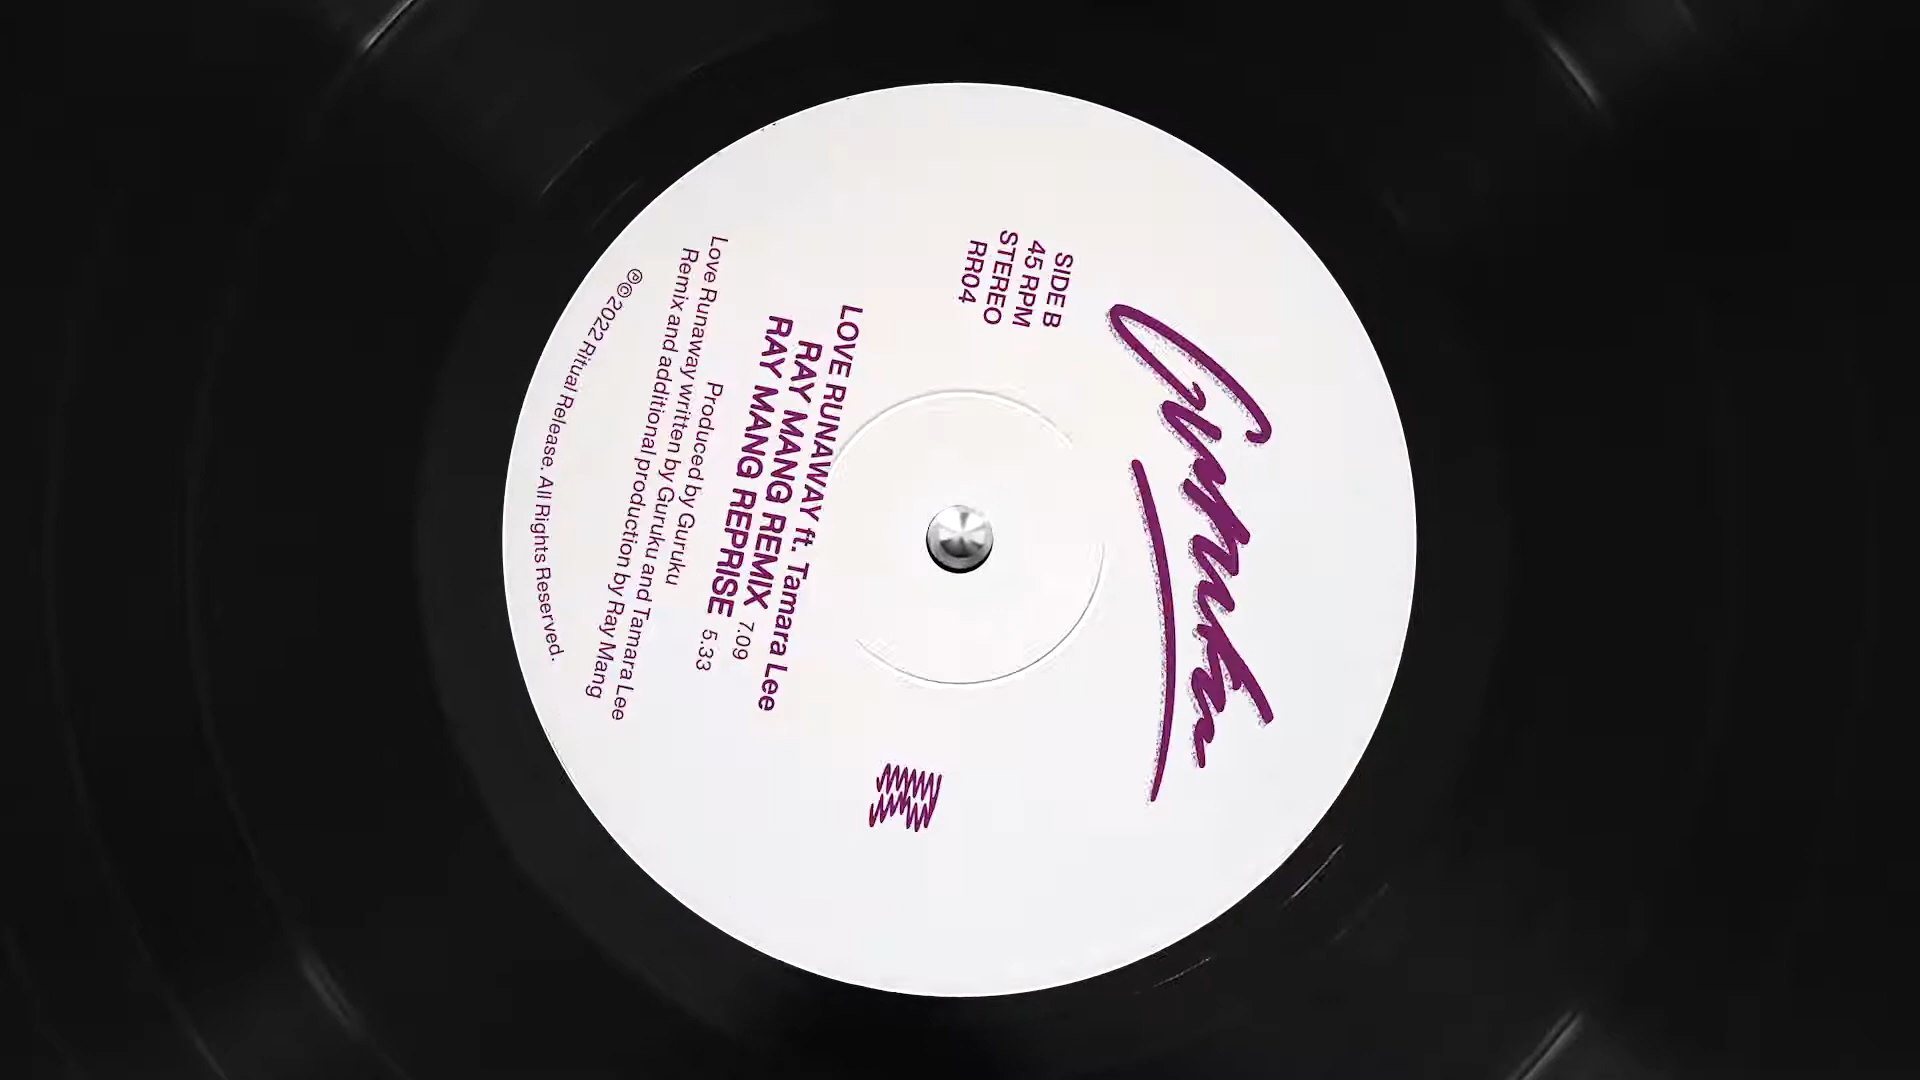 Guruku
SIDE B
45 RPM
STEREO
RR04
LOVE RUNAWAY ft. Tamara Lee
RAY MANG REMIX 7.09
RAY MANG REPRISE 5.33
Produced by Guruku
Love Runaway written by Guruku and Tamara Lee
Remix and additional production by Ray Mang
℗©2022 Ritual Release. All Rights Reserved.